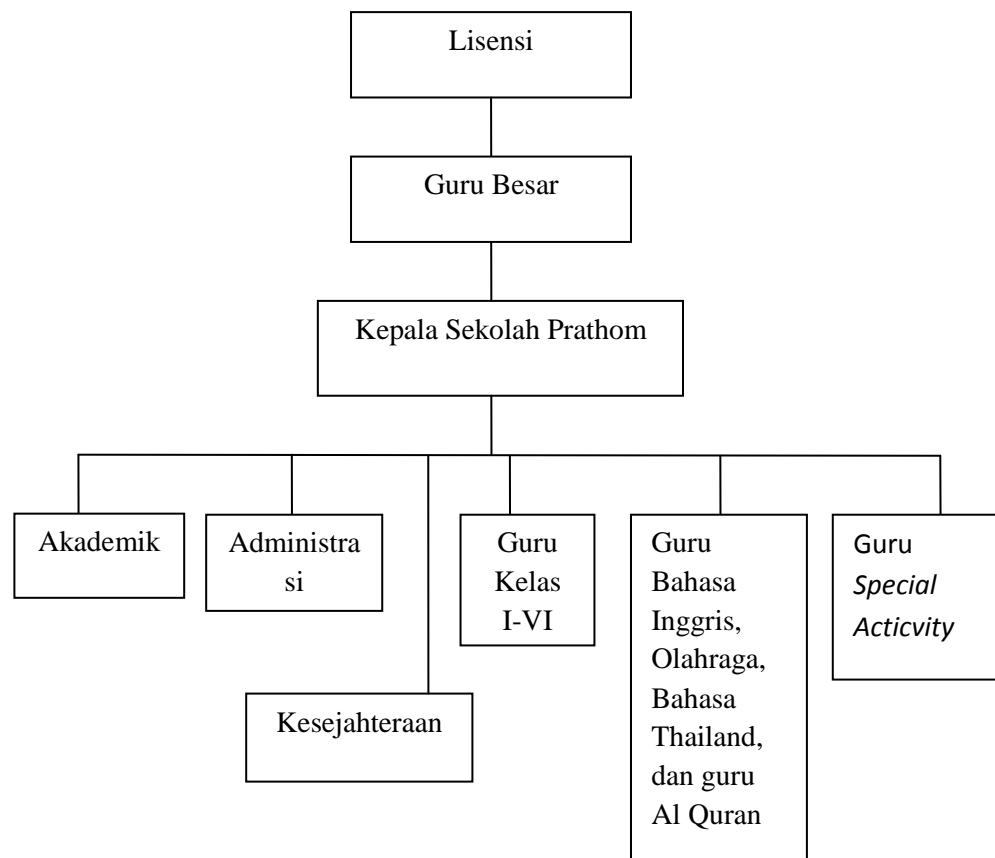 Lisensi
Guru Besar
Kepala Sekolah Prathom
Akademik
Administra
si
Kesejahteraan
Guru
Kelas
I-VI
Guru
Bahasa
Inggris,
Olahraga,
Bahasa
Thailand,
dan guru
Al Quran
Guru
Special
Acticvity